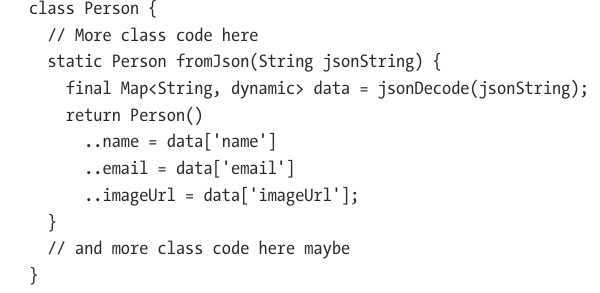 class Person {
  // More class code here
  static Person fromJson(String jsonString) {
    final Map<String, dynamic> data = jsonDecode(jsonString);
    return Person()
      ..name = data['name']
      ..email = data['email']
      ..imageUrl = data['imageUrl'];
  }
  // and more class code here maybe
}